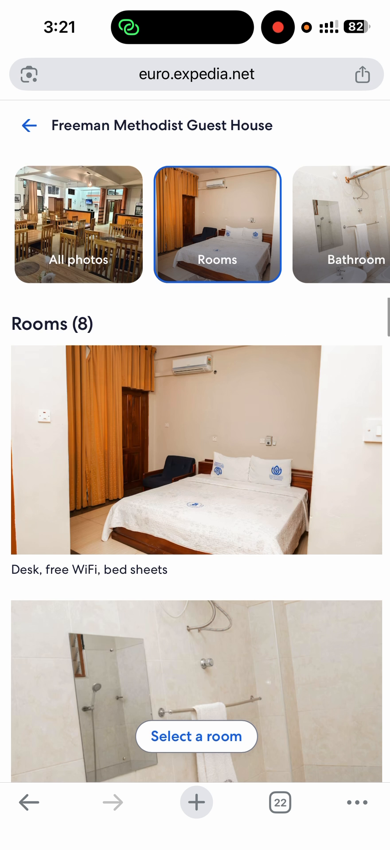 3:21
82
euro.expedia.net
Freeman Methodist Guest House
All photos
Rooms
Bathroom
Rooms (8)
Desk, free WiFi, bed sheets
Select a room
22